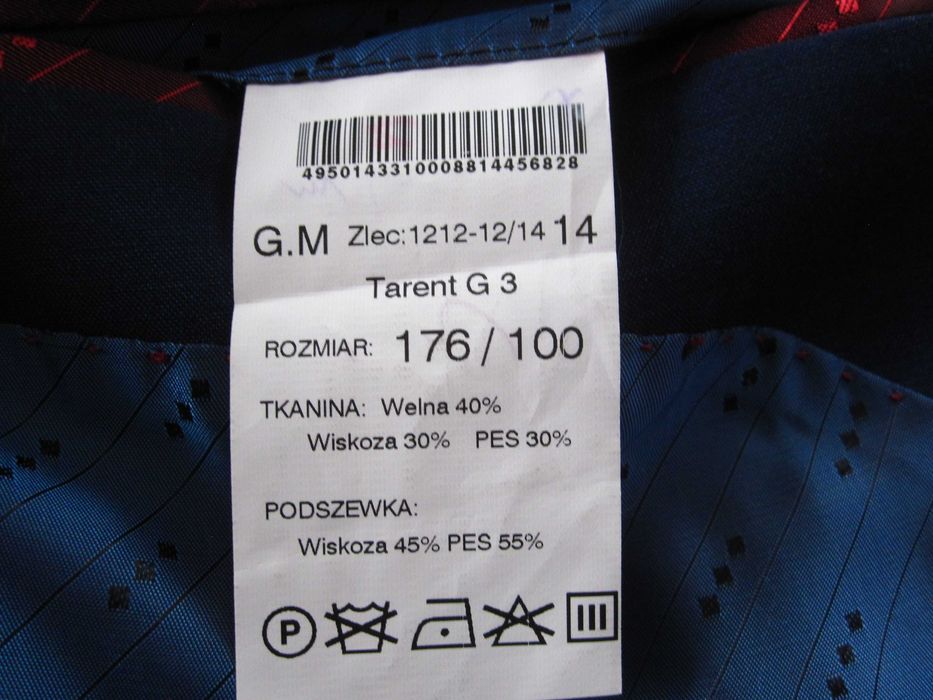 4950143310008814456828
G.M Zlec:1212-12/14 14
Tarent G 3
ROZMIAR: 176 / 100
TKANINA: Welna 40%
Wiskoza 30% PES 30%
PODSZEWKA:
Wiskoza 45% PES 55%
P